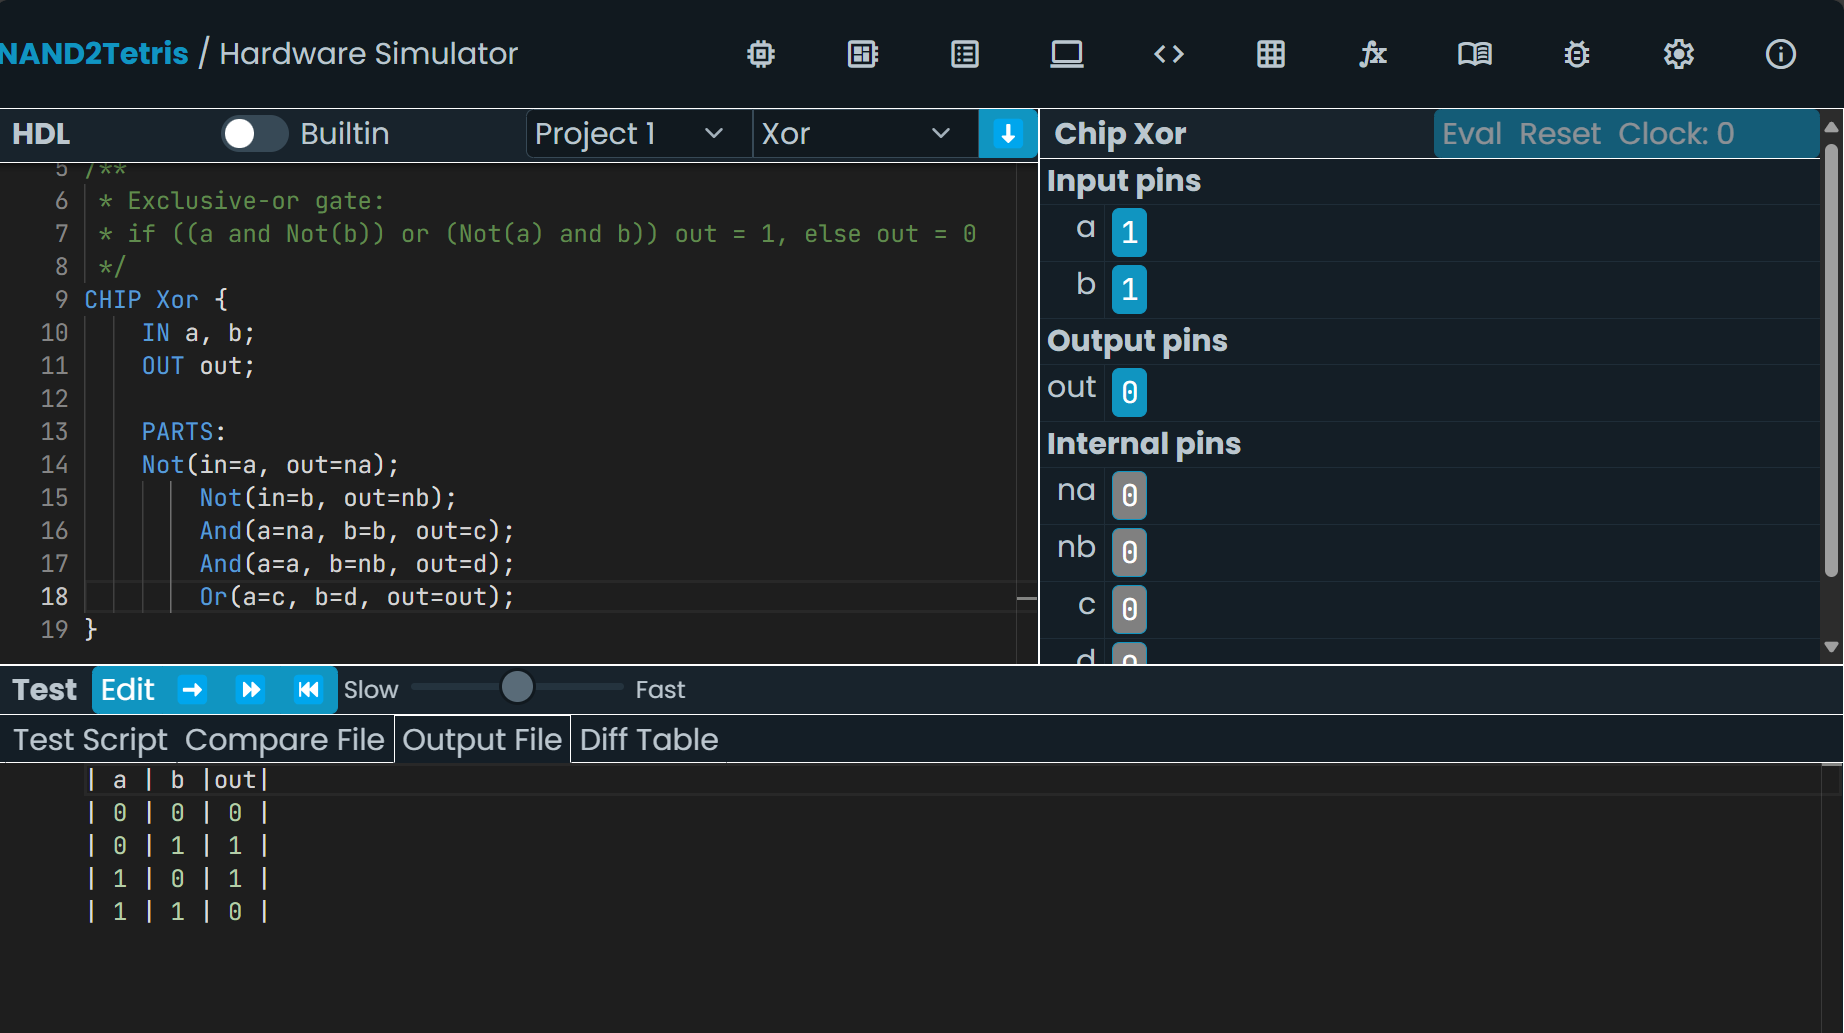 NAND2Tetris / Hardware Simulator
HDL Builtin Project 1 Xor
5 /**
6 * Exclusive-or gate:
7 * if ((a and Not(b)) or (Not(a) and b)) out = 1, else out = 0
8 */
9 CHIP Xor {
10 IN a, b;
11 OUT out;
12
13 PARTS:
14 Not(in=a, out=na);
15 Not(in=b, out=nb);
16 And(a=na, b=b, out=c);
17 And(a=a, b=nb, out=d);
18 Or(a=c, b=d, out=out);
19 }
Chip Xor Eval Reset Clock: 0
Input pins
a 1
b 1
Output pins
out 0
Internal pins
na 0
nb 0
c 0
d 0
Test Edit Slow Fast
Test Script Compare File Output File Diff Table
| a | b |out|
| 0 | 0 | 0 |
| 0 | 1 | 1 |
| 1 | 0 | 1 |
| 1 | 1 | 0 |